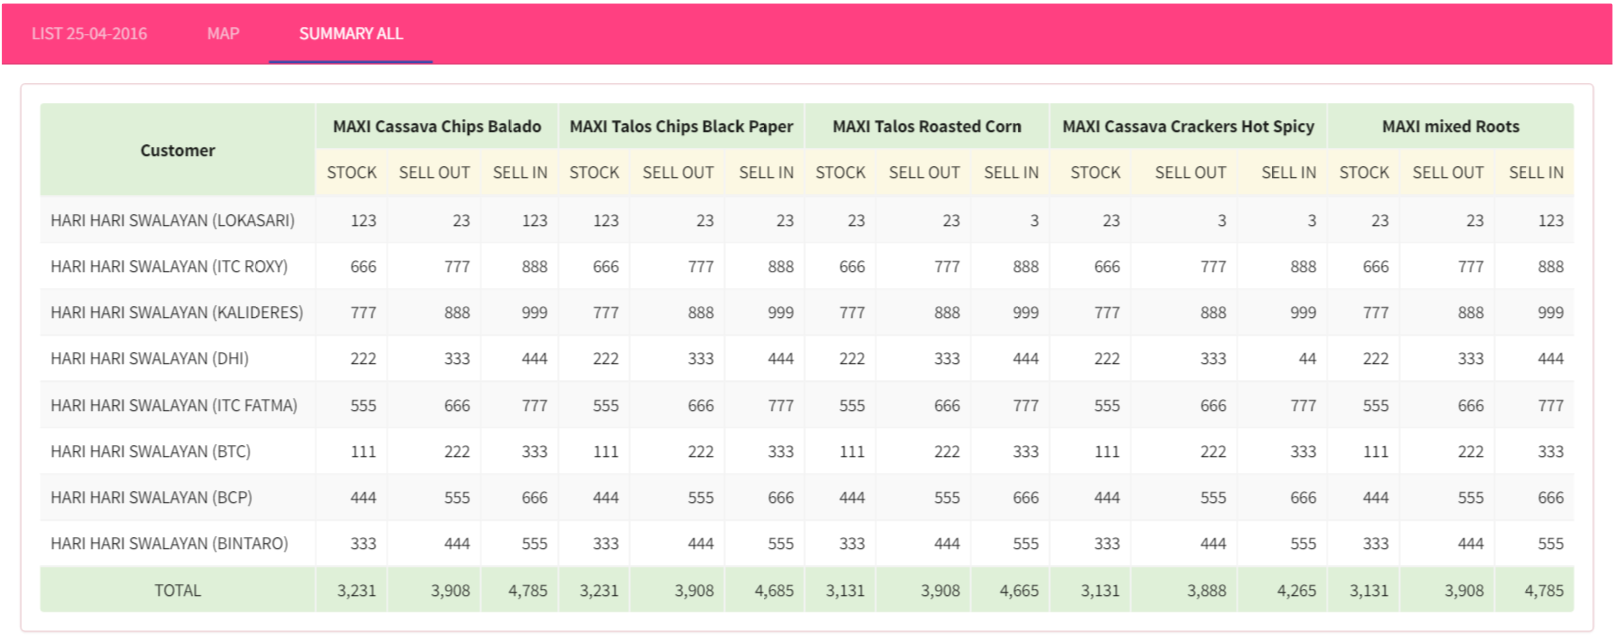 LIST 25-04-2016 MAP SUMMARY ALL
Customer MAXI Cassava Chips Balado MAXI Talos Chips Black Paper MAXI Talos Roasted Corn MAXI Cassava Crackers Hot Spicy MAXI mixed Roots
STOCK SELL OUT SELL IN STOCK SELL OUT SELL IN STOCK SELL OUT SELL IN STOCK SELL OUT SELL IN STOCK SELL OUT SELL IN
HARI HARI SWALAYAN (LOKASARI) 123 23 123 123 23 23 23 23 3 23 3 3 23 23 123
HARI HARI SWALAYAN (ITC ROXY) 666 777 888 666 777 888 666 777 888 666 777 888 666 777 888
HARI HARI SWALAYAN (KALIDERES) 777 888 999 777 888 999 777 888 999 777 888 999 777 888 999
HARI HARI SWALAYAN (DHI) 222 333 444 222 333 444 222 333 444 222 333 44 222 333 444
HARI HARI SWALAYAN (ITC FATMA) 555 666 777 555 666 777 555 666 777 555 666 777 555 666 777
HARI HARI SWALAYAN (BTC) 111 222 333 111 222 333 111 222 333 111 222 333 111 222 333
HARI HARI SWALAYAN (BCP) 444 555 666 444 555 666 444 555 666 444 555 666 444 555 666
HARI HARI SWALAYAN (BINTARO) 333 444 555 333 444 555 333 444 555 333 444 555 333 444 555
TOTAL 3,231 3,908 4,785 3,231 3,908 4,685 3,131 3,908 4,665 3,131 3,888 4,265 3,131 3,908 4,785